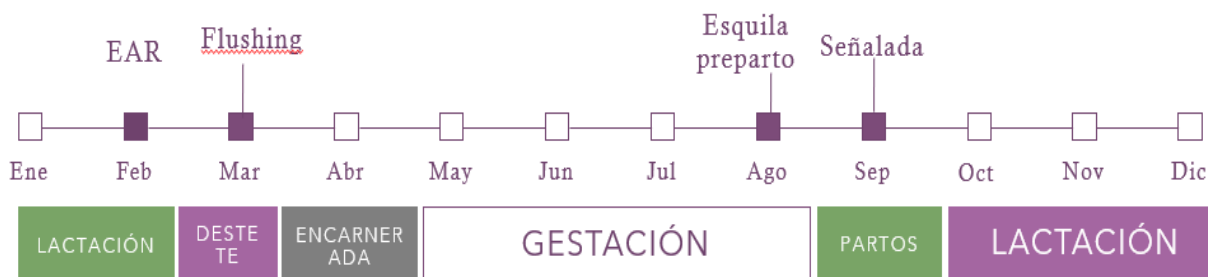 EAR
Flushing
Esquila
preparto
Señalada
Ene
Feb
Mar
Abr
May
Jun
Jul
Ago
Sep
Oct
Nov
Dic
LACTACIÓN
DESTE
TE
ENCARNER
ADA
GESTACIÓN
PARTOS
LACTACIÓN